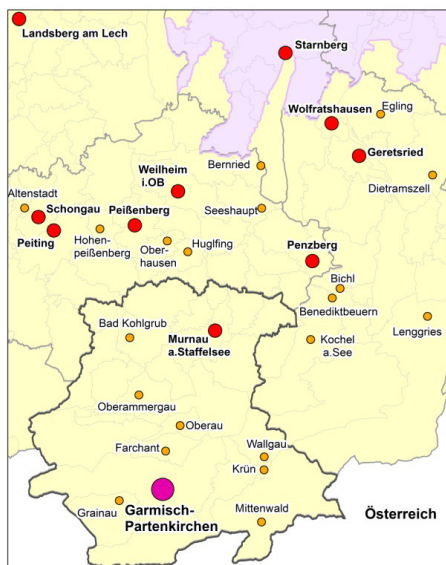 Landsberg am Lech
Starnberg
Wolfratshausen
Egling
Geretsried
Dietramszell
Bernried
Weilheim
i.OB
Altenstadt
Schongau
Peiting
Peißenberg
Seeshaupt
Hohen-
peißenberg
Ober-
hausen
Huglfing
Penzberg
Bichl
Benediktbeuern
Lenggries
Bad Kohlgrub
Murnau
a.Staffelsee
Kochel
a.See
Oberammergau
Oberau
Farchant
Wallgau
Krün
Grainau
Garmisch-
Partenkirchen
Mittenwald
Österreich